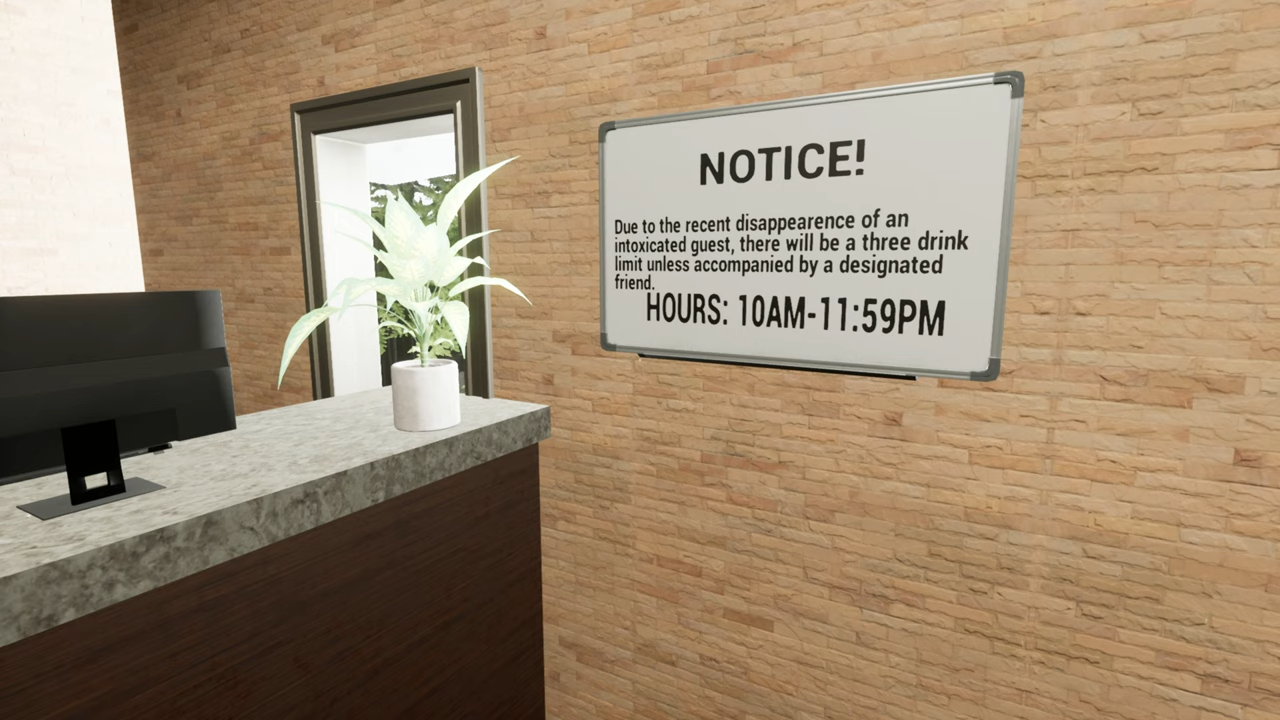 NOTICE!
Due to the recent disappearence of an
intoxicated guest, there will be a three drink
limit unless accompanied by a designated
friend.
HOURS: 10AM-11:59PM